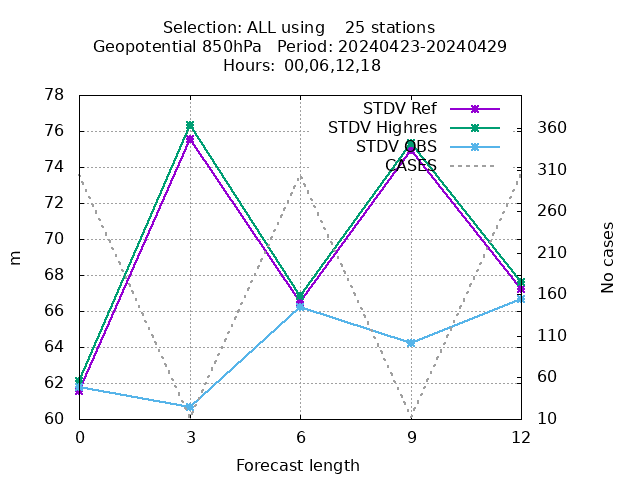 Selection: ALL using    25 stations
Geopotential 850hPa   Period: 20240423-20240429
Hours: 00,06,12,18
STDV Ref
STDV Highres
STDV OBS
CASES
78
76
74
72
70
68
66
64
62
60
360
310
260
210
160
110
60
10
m
No cases
0
3
6
9
12
Forecast length